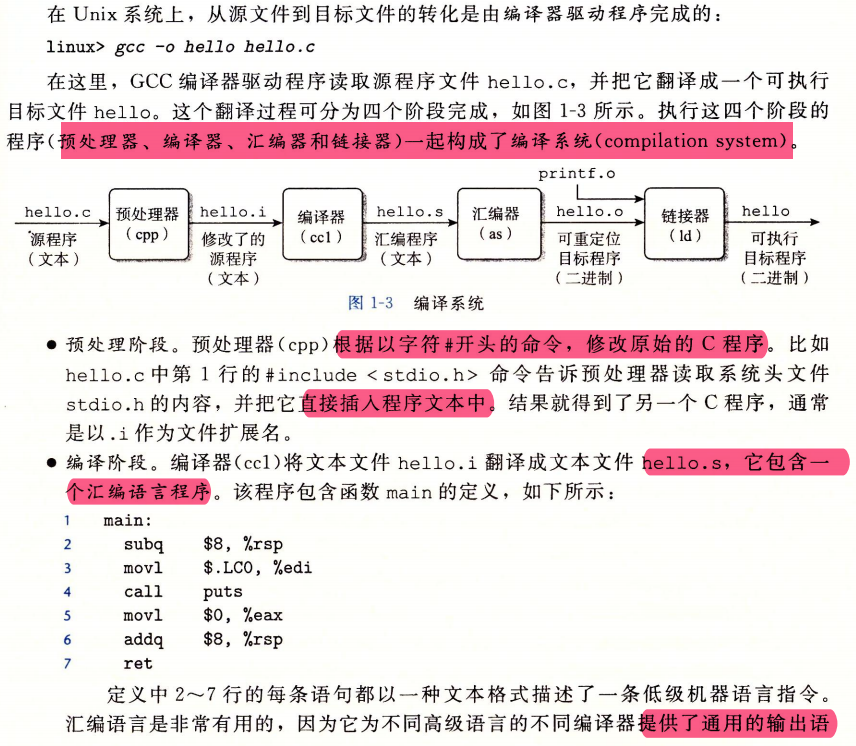 在 Unix 系统上，从源文件到目标文件的转化是由编译器驱动程序完成的：
linux> gcc -o hello hello.c
在这里，GCC 编译器驱动程序读取源程序文件 hello.c，并把它翻译成一个可执行
目标文件 hello。这个翻译过程可分为四个阶段完成，如图 1-3 所示。执行这四个阶段的
程序(预处理器、编译器、汇编器和链接器)一起构成了编译系统(compilation system)。
printf.o
hello.c 预处理器 hello.i 编译器 hello.s 汇编器 hello.o 链接器 hello
(cpp) (cc1) (as) (ld)
源程序 修改了的 汇编程序 可重定位 可执行
(文本) 源程序 (文本) 目标程序 目标程序
(文本) (二进制) (二进制)
图 1-3 编译系统
● 预处理阶段。预处理器(cpp)根据以字符#开头的命令，修改原始的 C 程序。比如
hello.c 中第 1 行的#include <stdio.h> 命令告诉预处理器读取系统头文件
stdio.h 的内容，并把它直接插入程序文本中。结果就得到了另一个 C 程序，通常
是以.i 作为文件扩展名。
● 编译阶段。编译器(cc1)将文本文件 hello.i 翻译成文本文件 hello.s，它包含一
个汇编语言程序。该程序包含函数 main 的定义，如下所示：
1 main:
2 subq $8, %rsp
3 movl $.LC0, %edi
4 call puts
5 movl $0, %eax
6 addq $8, %rsp
7 ret
定义中 2～7 行的每条语句都以一种文本格式描述了一条低级机器语言指令。
汇编语言是非常有用的，因为它为不同高级语言的不同编译器提供了通用的输出语